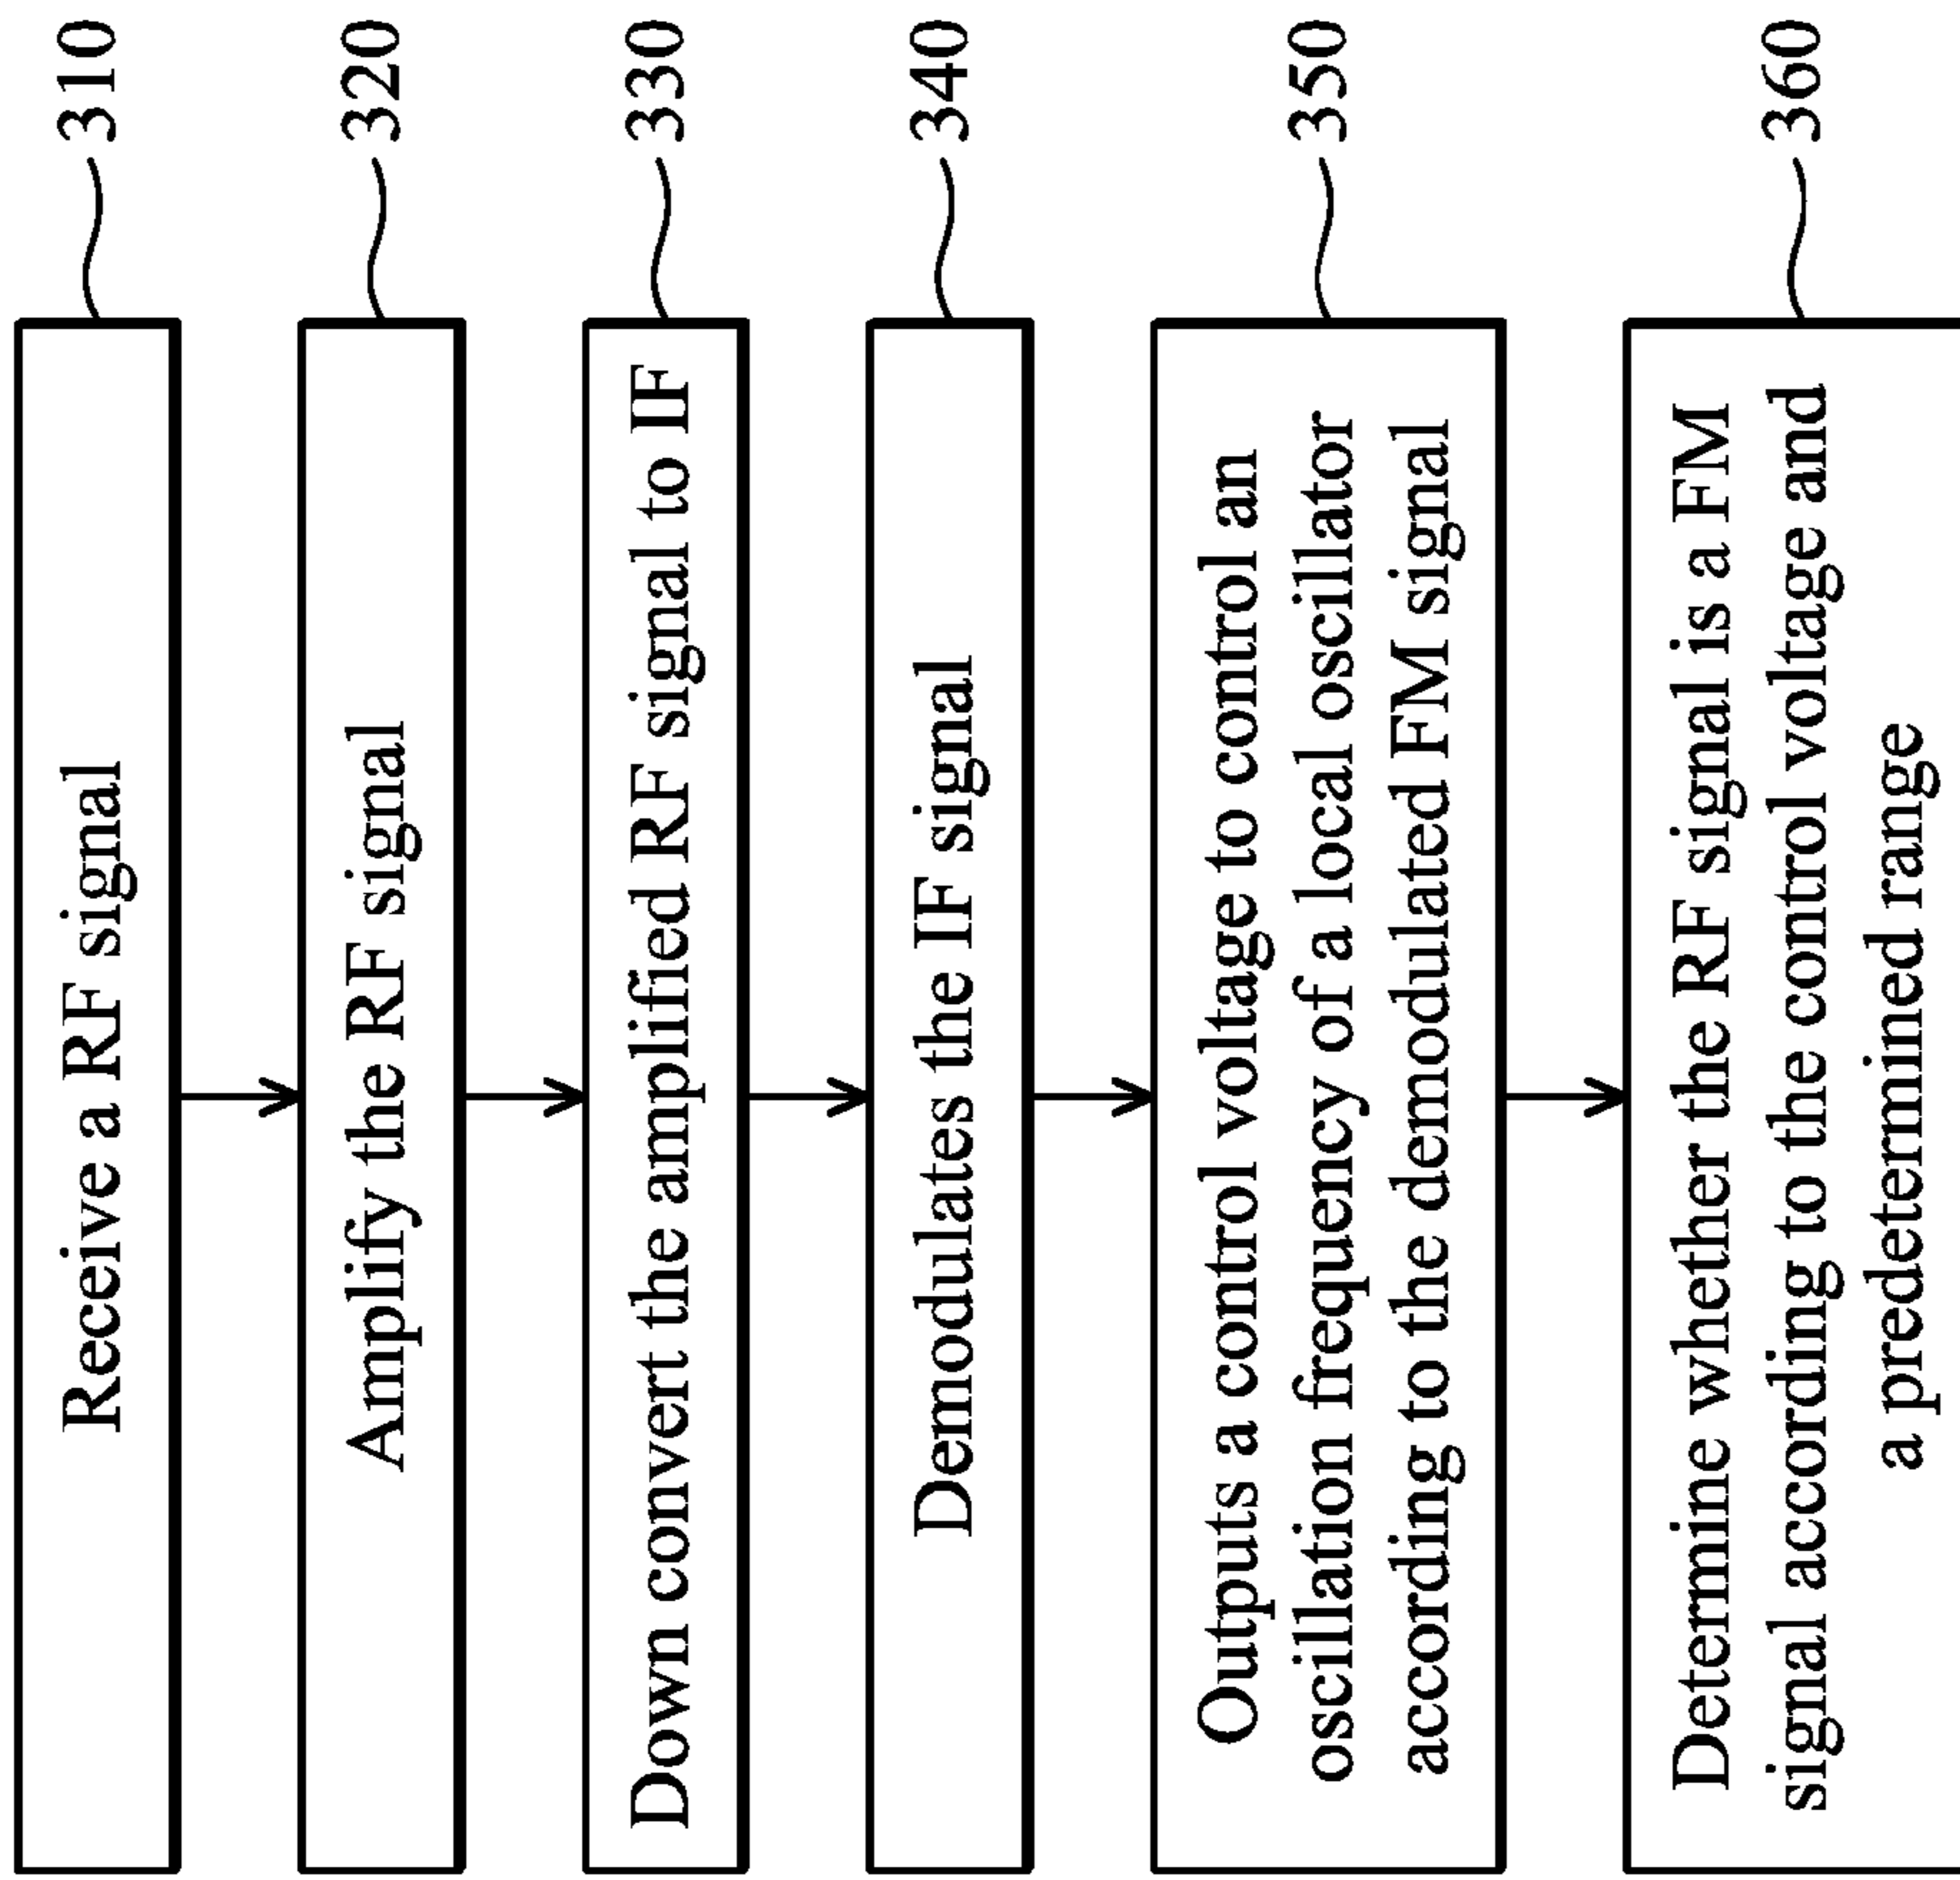 Receive a RF signal
310
Amplify the RF signal
320
Down convert the amplified RF signal to IF
330
Demodulates the IF signal
340
Outputs a control voltage to control an
oscillation frequency of a local oscillator
according to the demodulated FM signal
350
Determine whether the RF signal is a FM
signal according to the control voltage and
a predetermined range
360